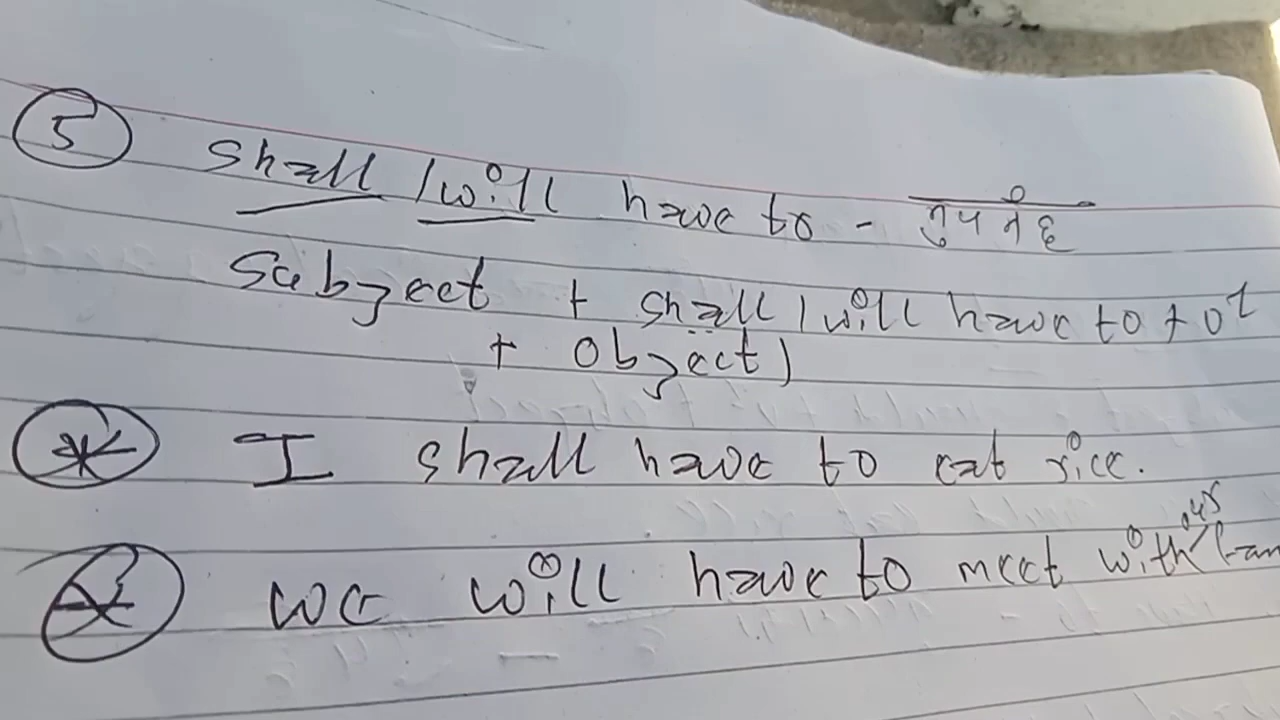 5 shall / will have to -
Subject + shall / will have to +
+ object)
* I shall have to eat rice.
we will have to meet with our